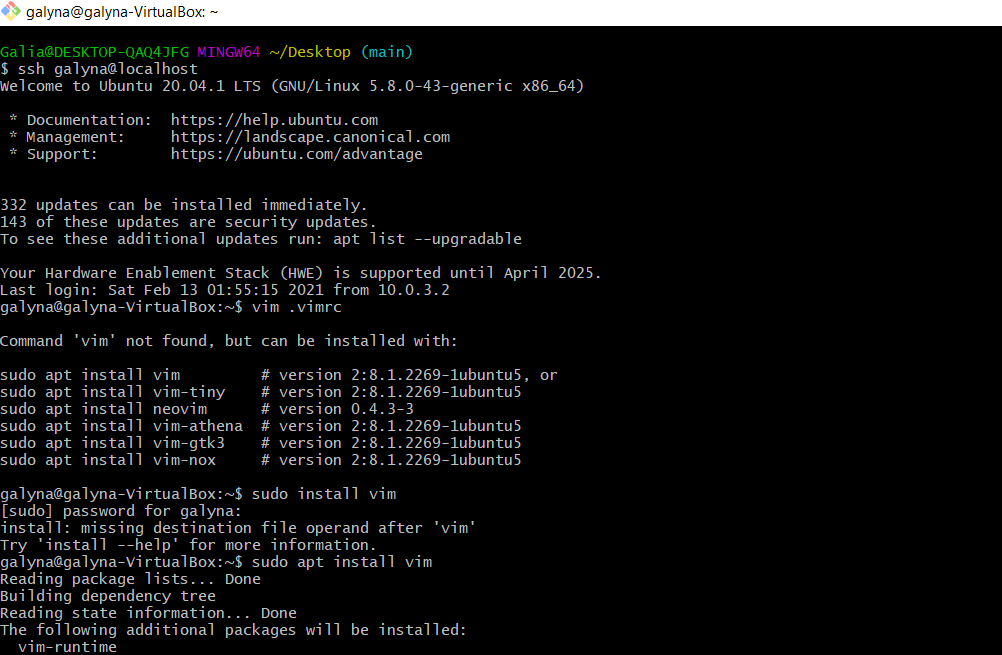 galyna@galyna-VirtualBox: ~
Galia@DESKTOP-QAQ4JFG MINGW64 ~/Desktop (main)
$ ssh galyna@localhost
Welcome to Ubuntu 20.04.1 LTS (GNU/Linux 5.8.0-43-generic x86_64)
* Documentation:  https://help.ubuntu.com
* Management:     https://landscape.canonical.com
* Support:        https://ubuntu.com/advantage
332 updates can be installed immediately.
143 of these updates are security updates.
To see these additional updates run: apt list --upgradable
Your Hardware Enablement Stack (HWE) is supported until April 2025.
Last login: Sat Feb 13 01:55:15 2021 from 10.0.3.2
galyna@galyna-VirtualBox:~$ vim .vimrc
Command 'vim' not found, but can be installed with:
sudo apt install vim         # version 2:8.1.2269-1ubuntu5, or
sudo apt install vim-tiny    # version 2:8.1.2269-1ubuntu5
sudo apt install neovim      # version 0.4.3-3
sudo apt install vim-athena  # version 2:8.1.2269-1ubuntu5
sudo apt install vim-gtk3    # version 2:8.1.2269-1ubuntu5
sudo apt install vim-nox     # version 2:8.1.2269-1ubuntu5
galyna@galyna-VirtualBox:~$ sudo install vim
[sudo] password for galyna:
install: missing destination file operand after 'vim'
Try 'install --help' for more information.
galyna@galyna-VirtualBox:~$ sudo apt install vim
Reading package lists... Done
Building dependency tree
Reading state information... Done
The following additional packages will be installed:
vim-runtime